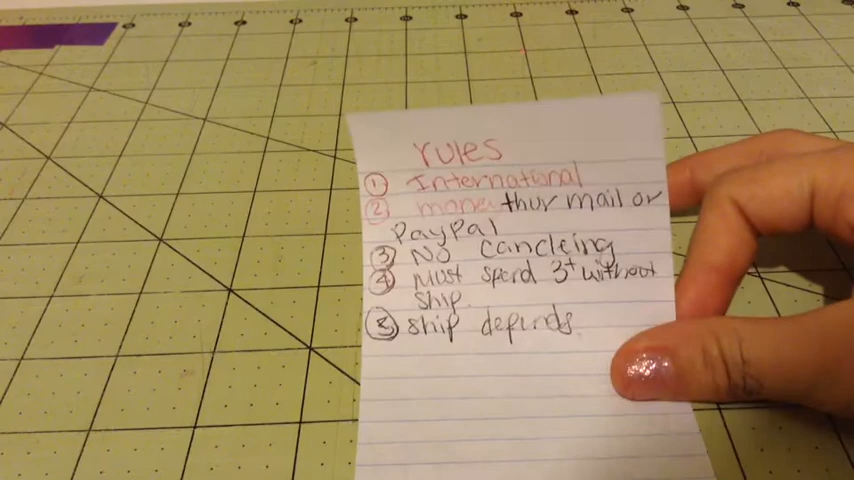 rules
① International
② mone thur mail or
PayPal
③ NO cancleing
④ Must spend 3+ without
ship.
⑤ ship depends